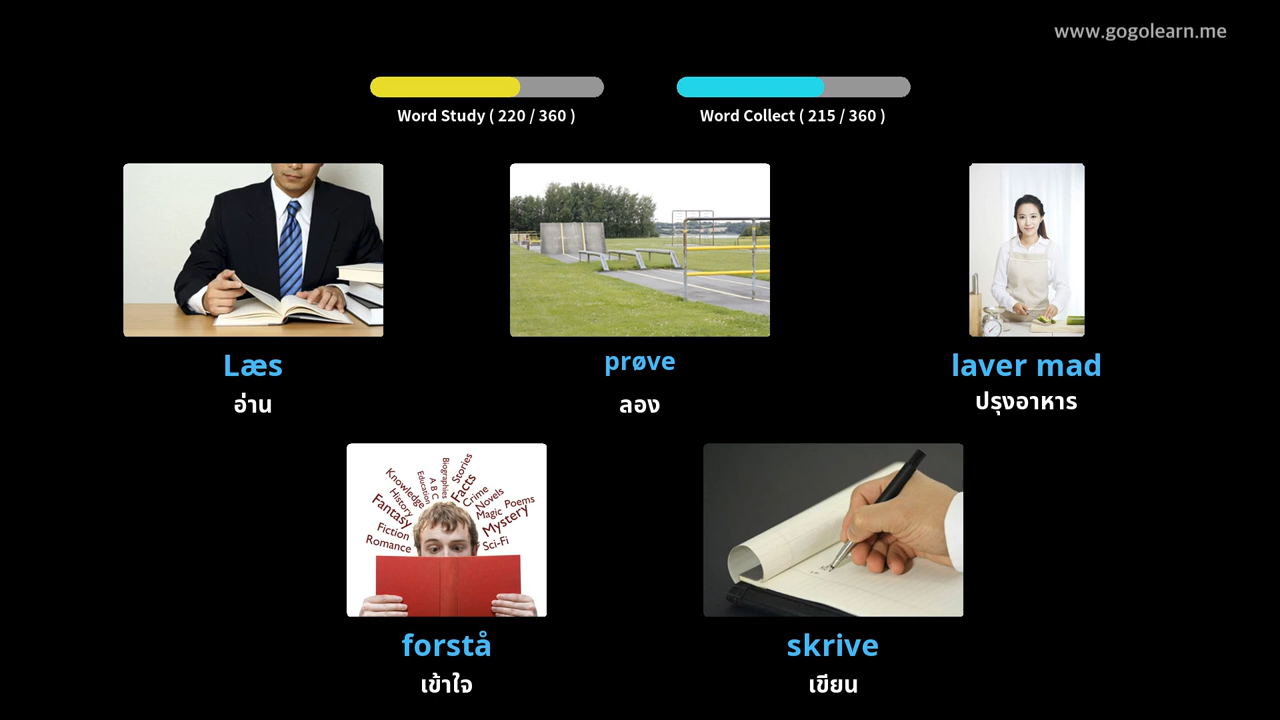 www.gogolearn.me
Word Study ( 220 / 360 )
Word Collect ( 215 / 360 )
Læs
อ่าน
prøve
ลอง
laver mad
ปรุงอาหาร
Knowledge
History
Fantasy
Fiction
Romance
Education
A B C
Biographies
Stories
Facts
Crime
Novels
Magic
Poems
Mystery
Sci-Fi
forstå
เข้าใจ
skrive
เขียน